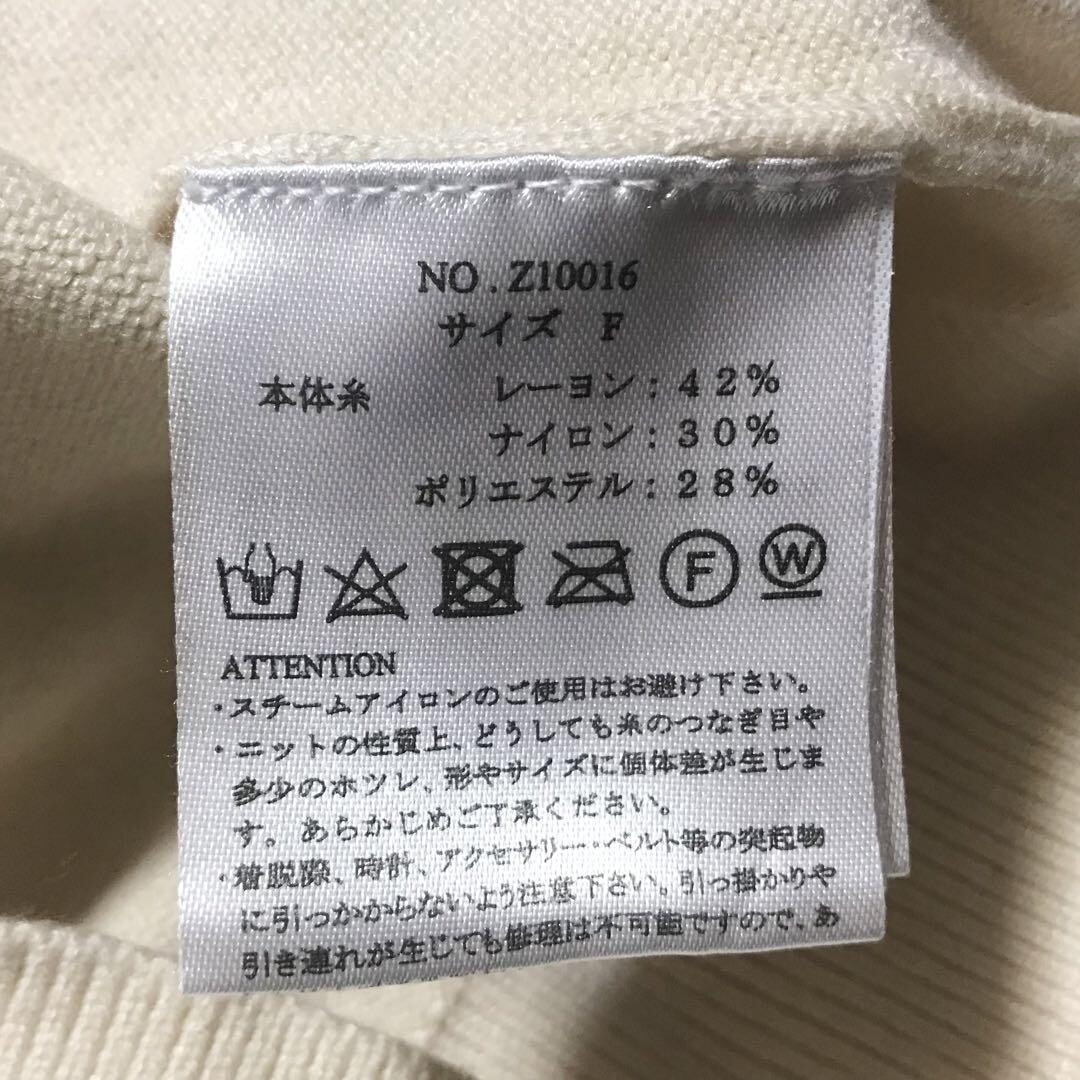 NO.Z10016
サイズ F
本体糸 レーヨン：42%
ナイロン：30%
ポリエステル：28%
F W
ATTENTION
・スチームアイロンのご使用はお避け下さい。
・ニットの性質上、どうしても糸のつなぎ目や
多少のホツレ、形やサイズに個体差が生じま
す。あらかじめご了承ください。
・着脱際、時計、アクセサリー・ベルト等の突起物
に引っかからないよう注意下さい。引っ掛かりや
引き連れが生じても修理は不可能ですので、あ